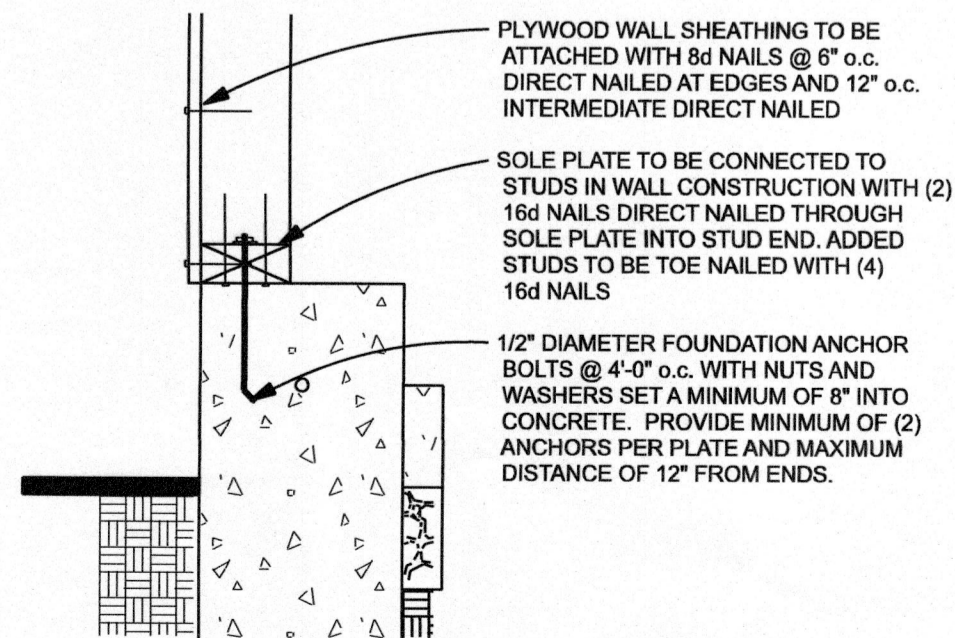 PLYWOOD WALL SHEATHING TO BE
ATTACHED WITH 8d NAILS @ 6" o.c.
DIRECT NAILED AT EDGES AND 12" o.c.
INTERMEDIATE DIRECT NAILED
SOLE PLATE TO BE CONNECTED TO
STUDS IN WALL CONSTRUCTION WITH (2)
16d NAILS DIRECT NAILED THROUGH
SOLE PLATE INTO STUD END. ADDED
STUDS TO BE TOE NAILED WITH (4)
16d NAILS
1/2" DIAMETER FOUNDATION ANCHOR
BOLTS @ 4'-0" o.c. WITH NUTS AND
WASHERS SET A MINIMUM OF 8" INTO
CONCRETE. PROVIDE MINIMUM OF (2)
ANCHORS PER PLATE AND MAXIMUM
DISTANCE OF 12" FROM ENDS.